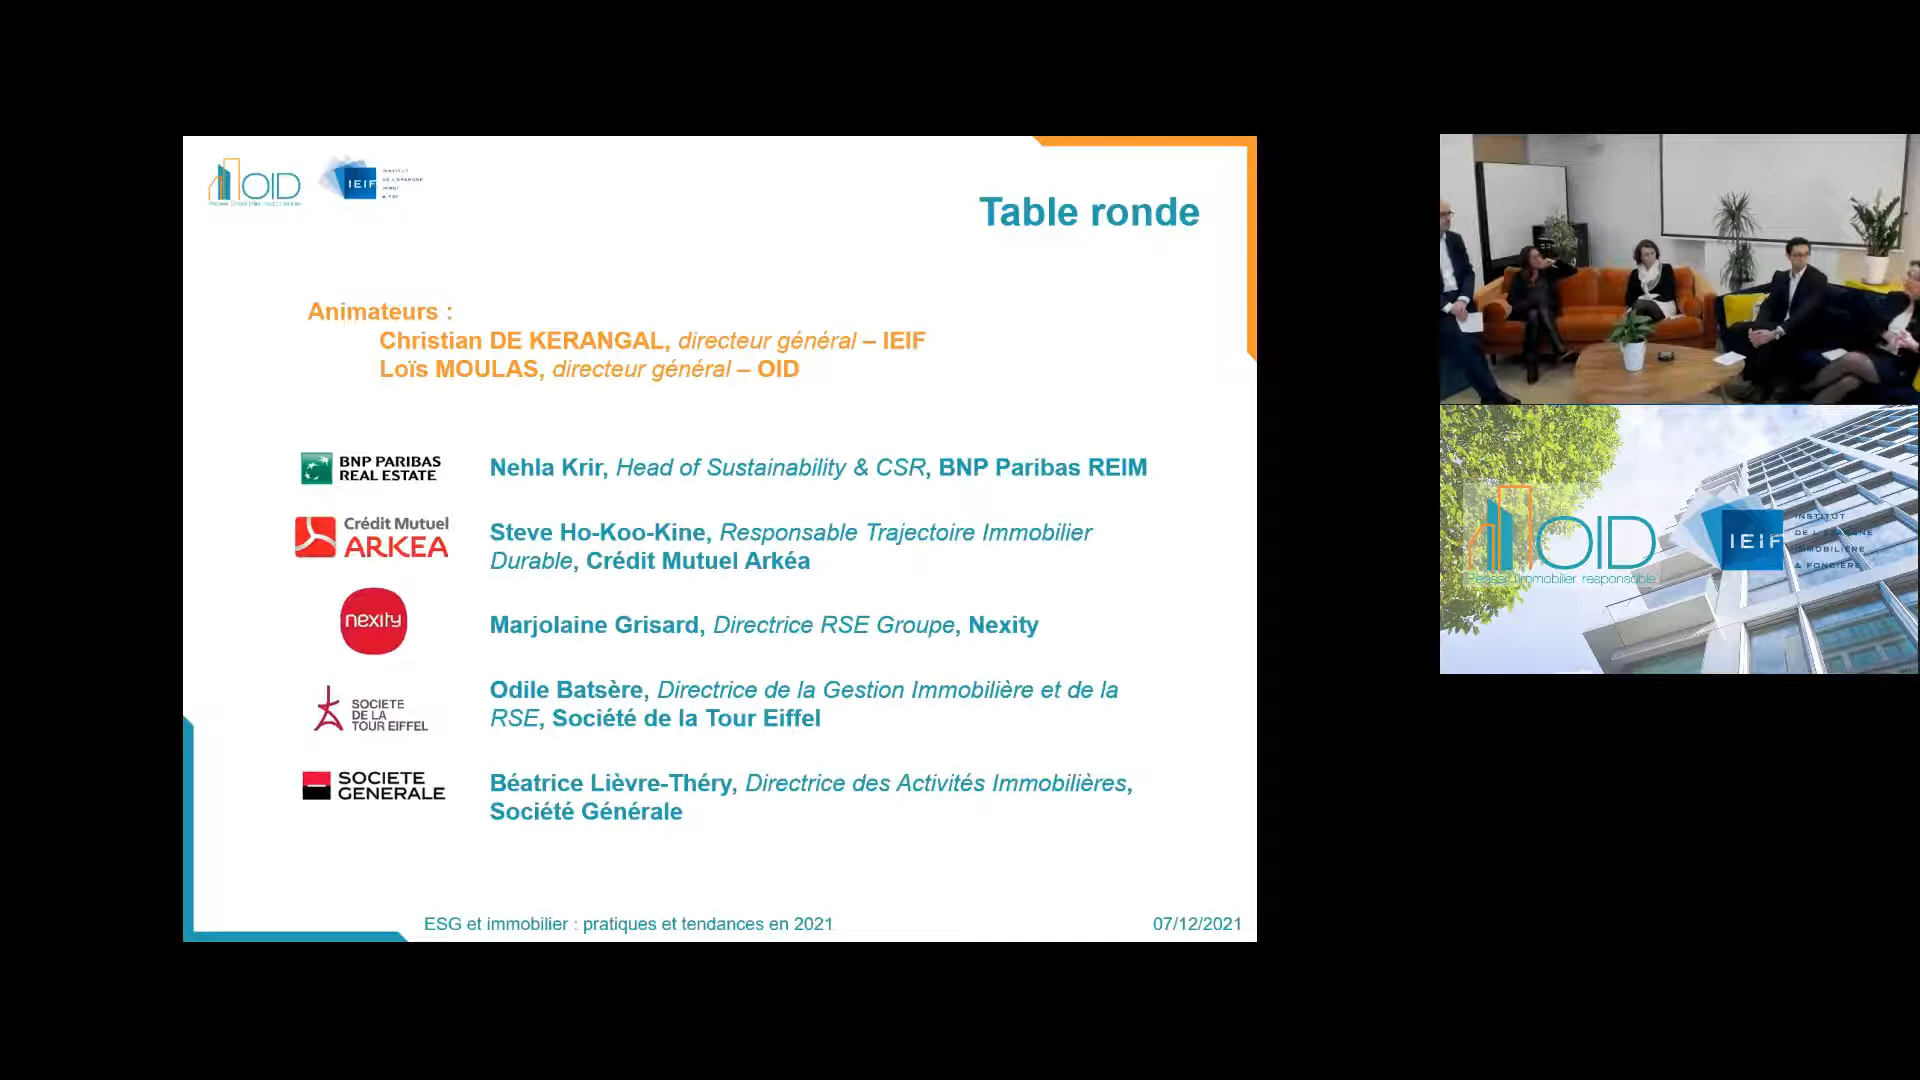 OID
IEIF
Table ronde
Animateurs :
Christian DE KERANGAL, directeur général – IEIF
Loïs MOULAS, directeur général – OID
BNP PARIBAS
REAL ESTATE
Nehla Krir, Head of Sustainability & CSR, BNP Paribas REIM
Crédit Mutuel
ARKEA
Steve Ho-Koo-Kine, Responsable Trajectoire Immobilier
Durable, Crédit Mutuel Arkéa
nexity
Marjolaine Grisard, Directrice RSE Groupe, Nexity
SOCIETE
DE LA
TOUR EIFFEL
Odile Batsère, Directrice de la Gestion Immobilière et de la
RSE, Société de la Tour Eiffel
SOCIETE
GENERALE
Béatrice Lièvre-Théry, Directrice des Activités Immobilières,
Société Générale
ESG et immobilier : pratiques et tendances en 2021
07/12/2021
OID
Penser l'immobilier responsable
IEIF
INSTITUT
DE L'EPARGNE
IMMOBILIÈRE
& FONCIÈRE